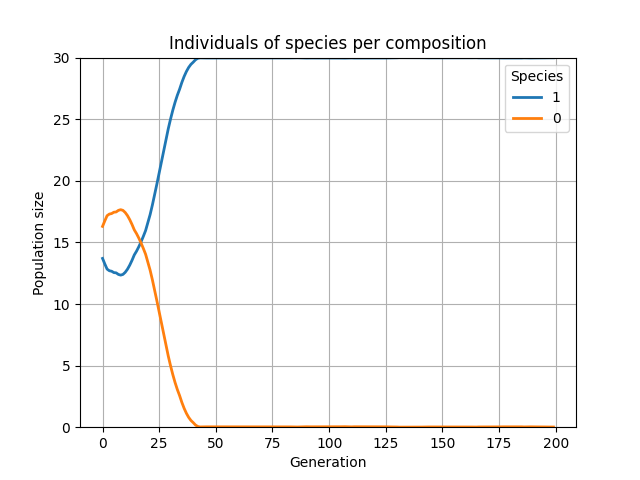 Individuals of species per composition
Population size
30
25
20
15
10
5
0
Species
1
0
0 25 50 75 100 125 150 175 200
Generation